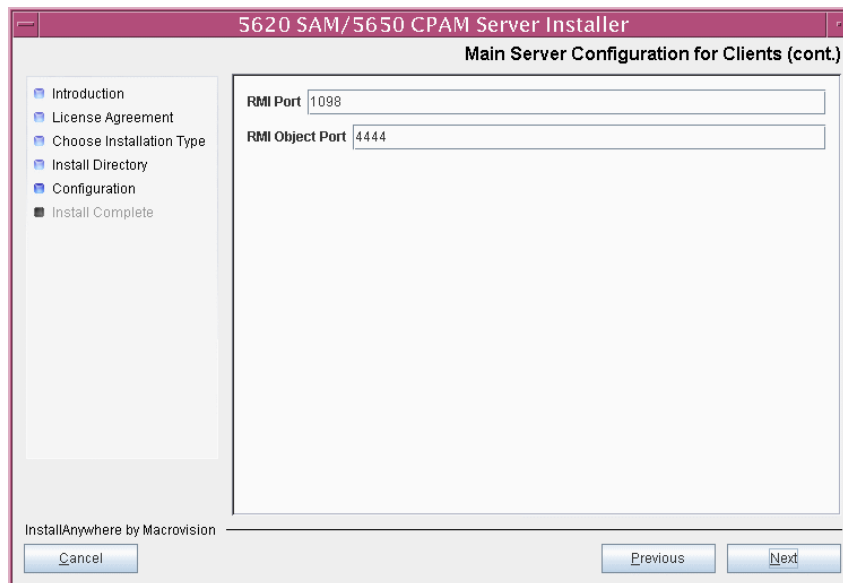 5620 SAM/5650 CPAM Server Installer
Main Server Configuration for Clients (cont.)
Introduction
License Agreement
Choose Installation Type
Install Directory
Configuration
Install Complete
RMI Port 1098
RMI Object Port 4444
InstallAnywhere by Macrovision
Cancel
Previous
Next